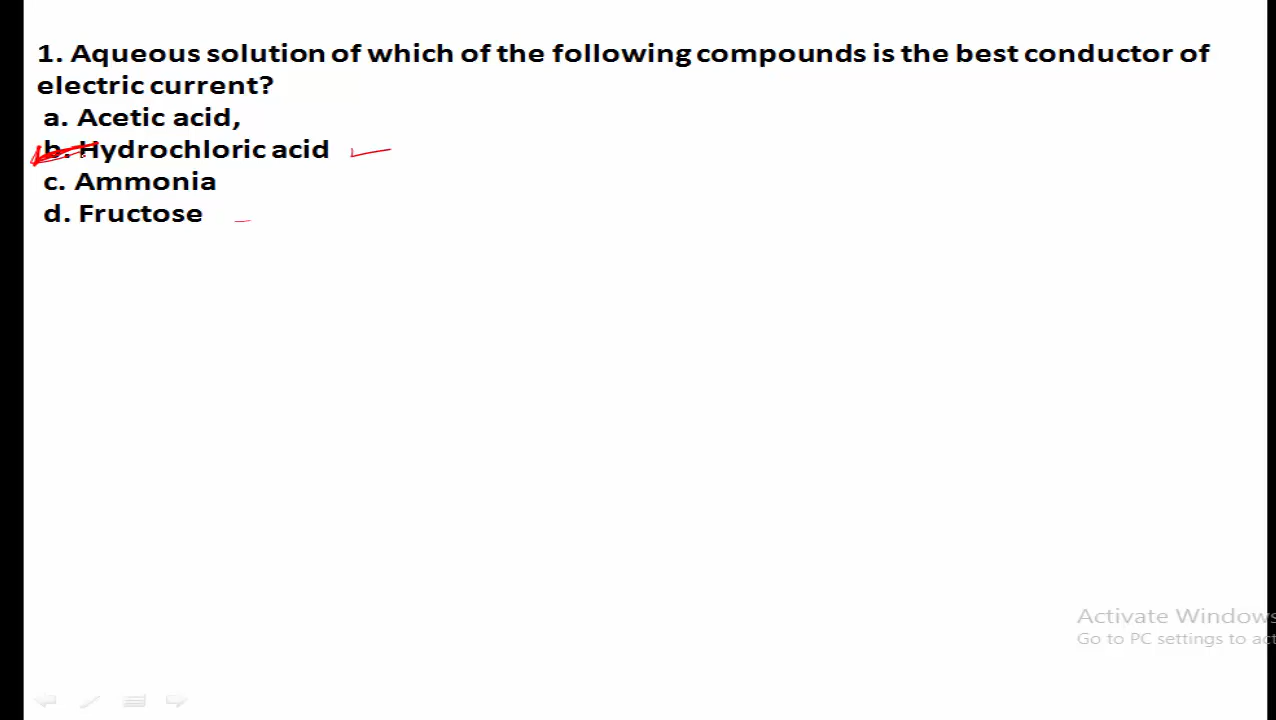 1. Aqueous solution of which of the following compounds is the best conductor of
electric current?
a. Acetic acid,
b. Hydrochloric acid
c. Ammonia
d. Fructose
Activate Windows
Go to PC settings to act